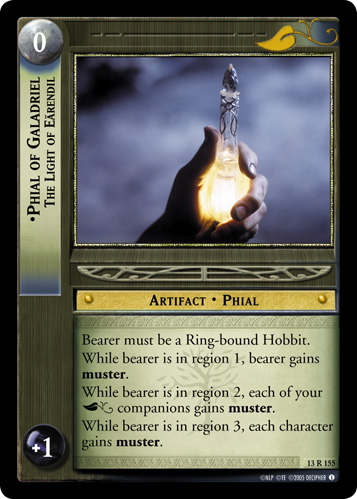 0
•Phial of Galadriel
The Light of Eärendil
Artifact • Phial
Bearer must be a Ring-bound Hobbit.
While bearer is in region 1, bearer gains
muster.
While bearer is in region 2, each of your
companions gains muster.
While bearer is in region 3, each character
gains muster.
+1
13 R 155
©NLP ©TE ©2005 DECIPHER